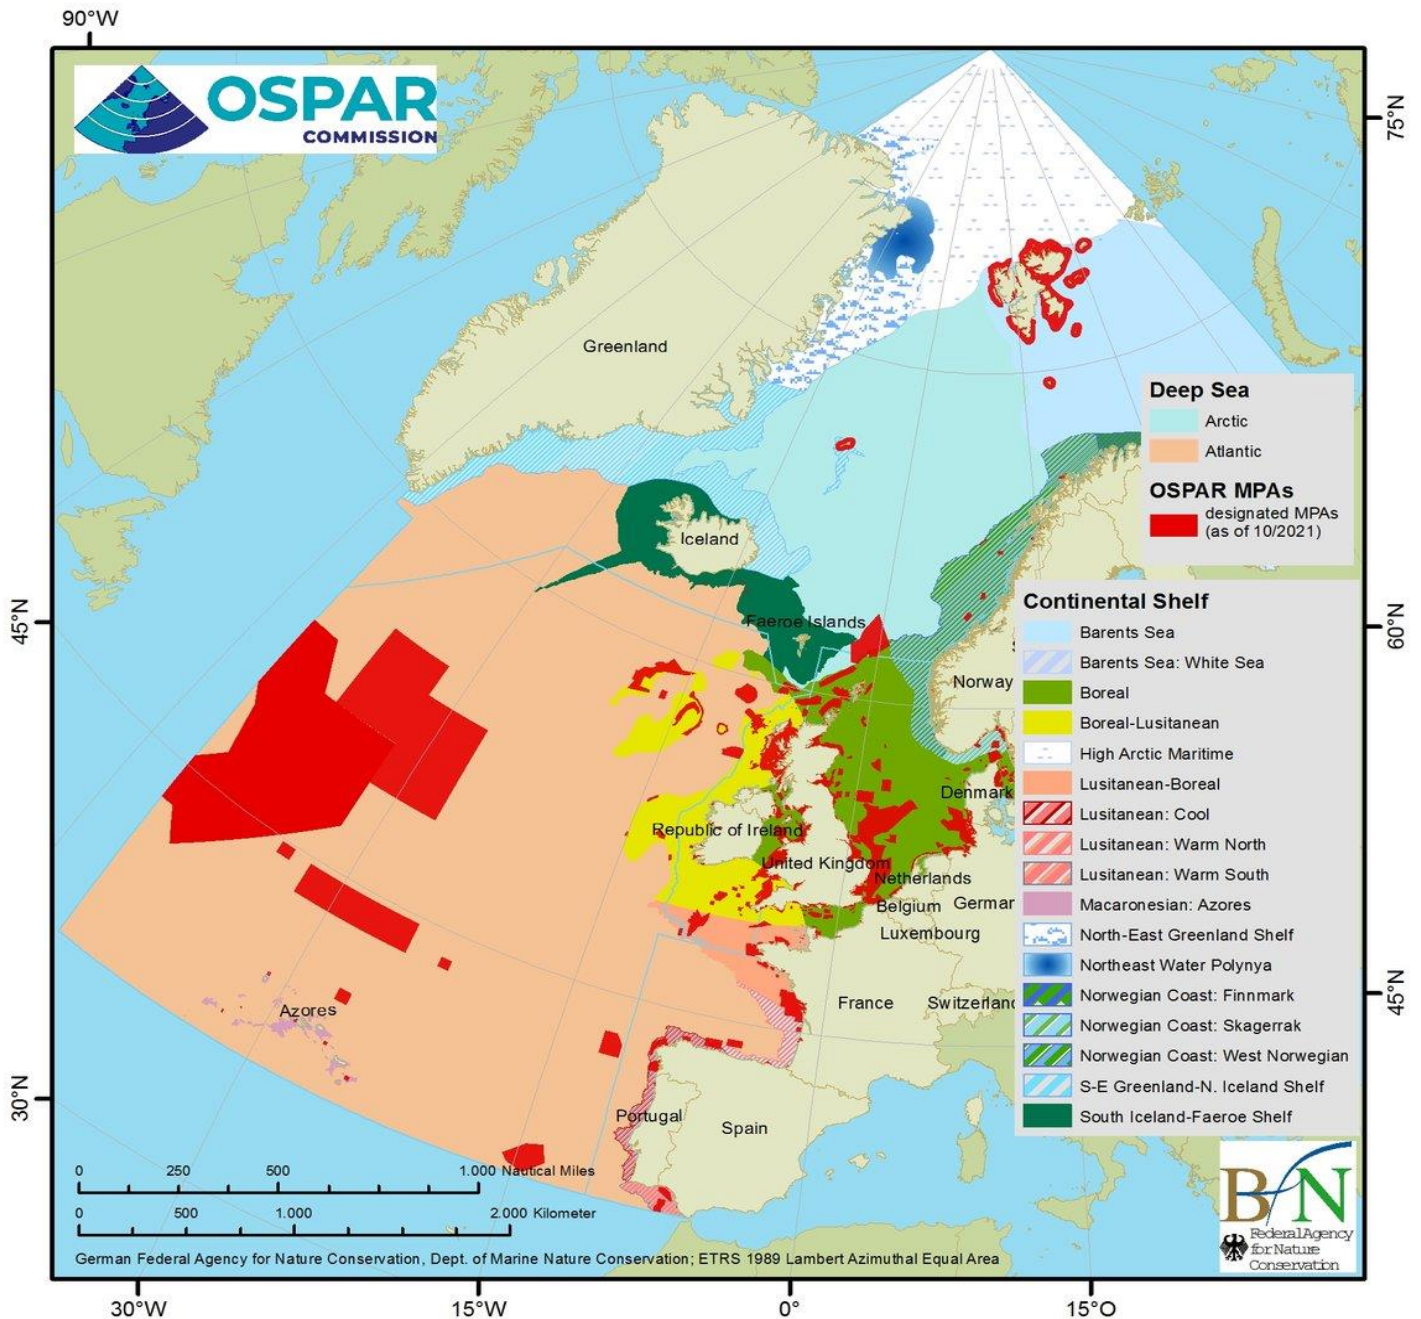 90°W
OSPAR
COMMISSION
75°N
Greenland
Deep Sea
Arctic
Atlantic
OSPAR MPAs
designated MPAs
(as of 10/2021)
Iceland
45°N
60°N
Faeroe Islands
Norway
Continental Shelf
Barents Sea
Barents Sea: White Sea
Boreal
Boreal-Lusitanean
High Arctic Maritime
Lusitanean-Boreal
Lusitanean: Cool
Lusitanean: Warm North
Lusitanean: Warm South
Macaronesian: Azores
North-East Greenland Shelf
Northeast Water Polynya
Norwegian Coast: Finnmark
Norwegian Coast: Skagerrak
Norwegian Coast: West Norwegian
S-E Greenland-N. Iceland Shelf
South Iceland-Faeroe Shelf
Denmark
Republic of Ireland
United Kingdom
Netherlands
Belgium
Germar
Luxembourg
France
Switzerland
Azores
45°N
30°N
Portugal
Spain
0 250 500 1.000 Nautical Miles
0 500 1.000 2.000 Kilometer
German Federal Agency for Nature Conservation, Dept. of Marine Nature Conservation; ETRS 1989 Lambert Azimuthal Equal Area
BfN
Federal Agency
for Nature
Conservation
30°W
15°W
0°
15°O